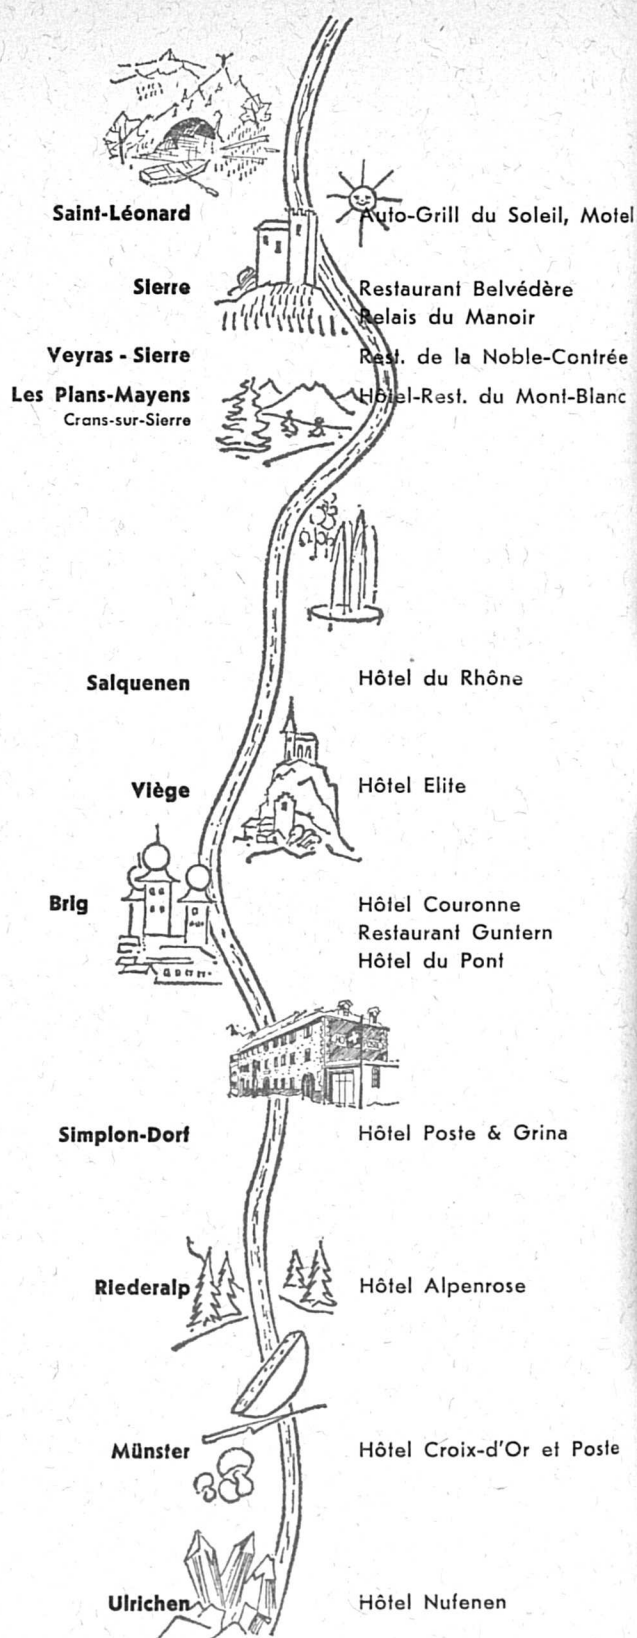 Saint-Léonard Auto-Grill du Soleil, Motel
Sierre Restaurant Belvédère
Relais du Manoir
Veyras - Sierre Rest. de la Noble-Contrée
Les Plans-Mayens Hôtel-Rest. du Mont-Blanc
Crans-sur-Sierre
Salquenen Hôtel du Rhône
Viège Hôtel Elite
Brig Hôtel Couronne
Restaurant Guntern
Hôtel du Pont
Simplon-Dorf Hôtel Poste & Grina
Riederalp Hôtel Alpenrose
Münster Hôtel Croix-d'Or et Poste
Ulrichen Hôtel Nufenen